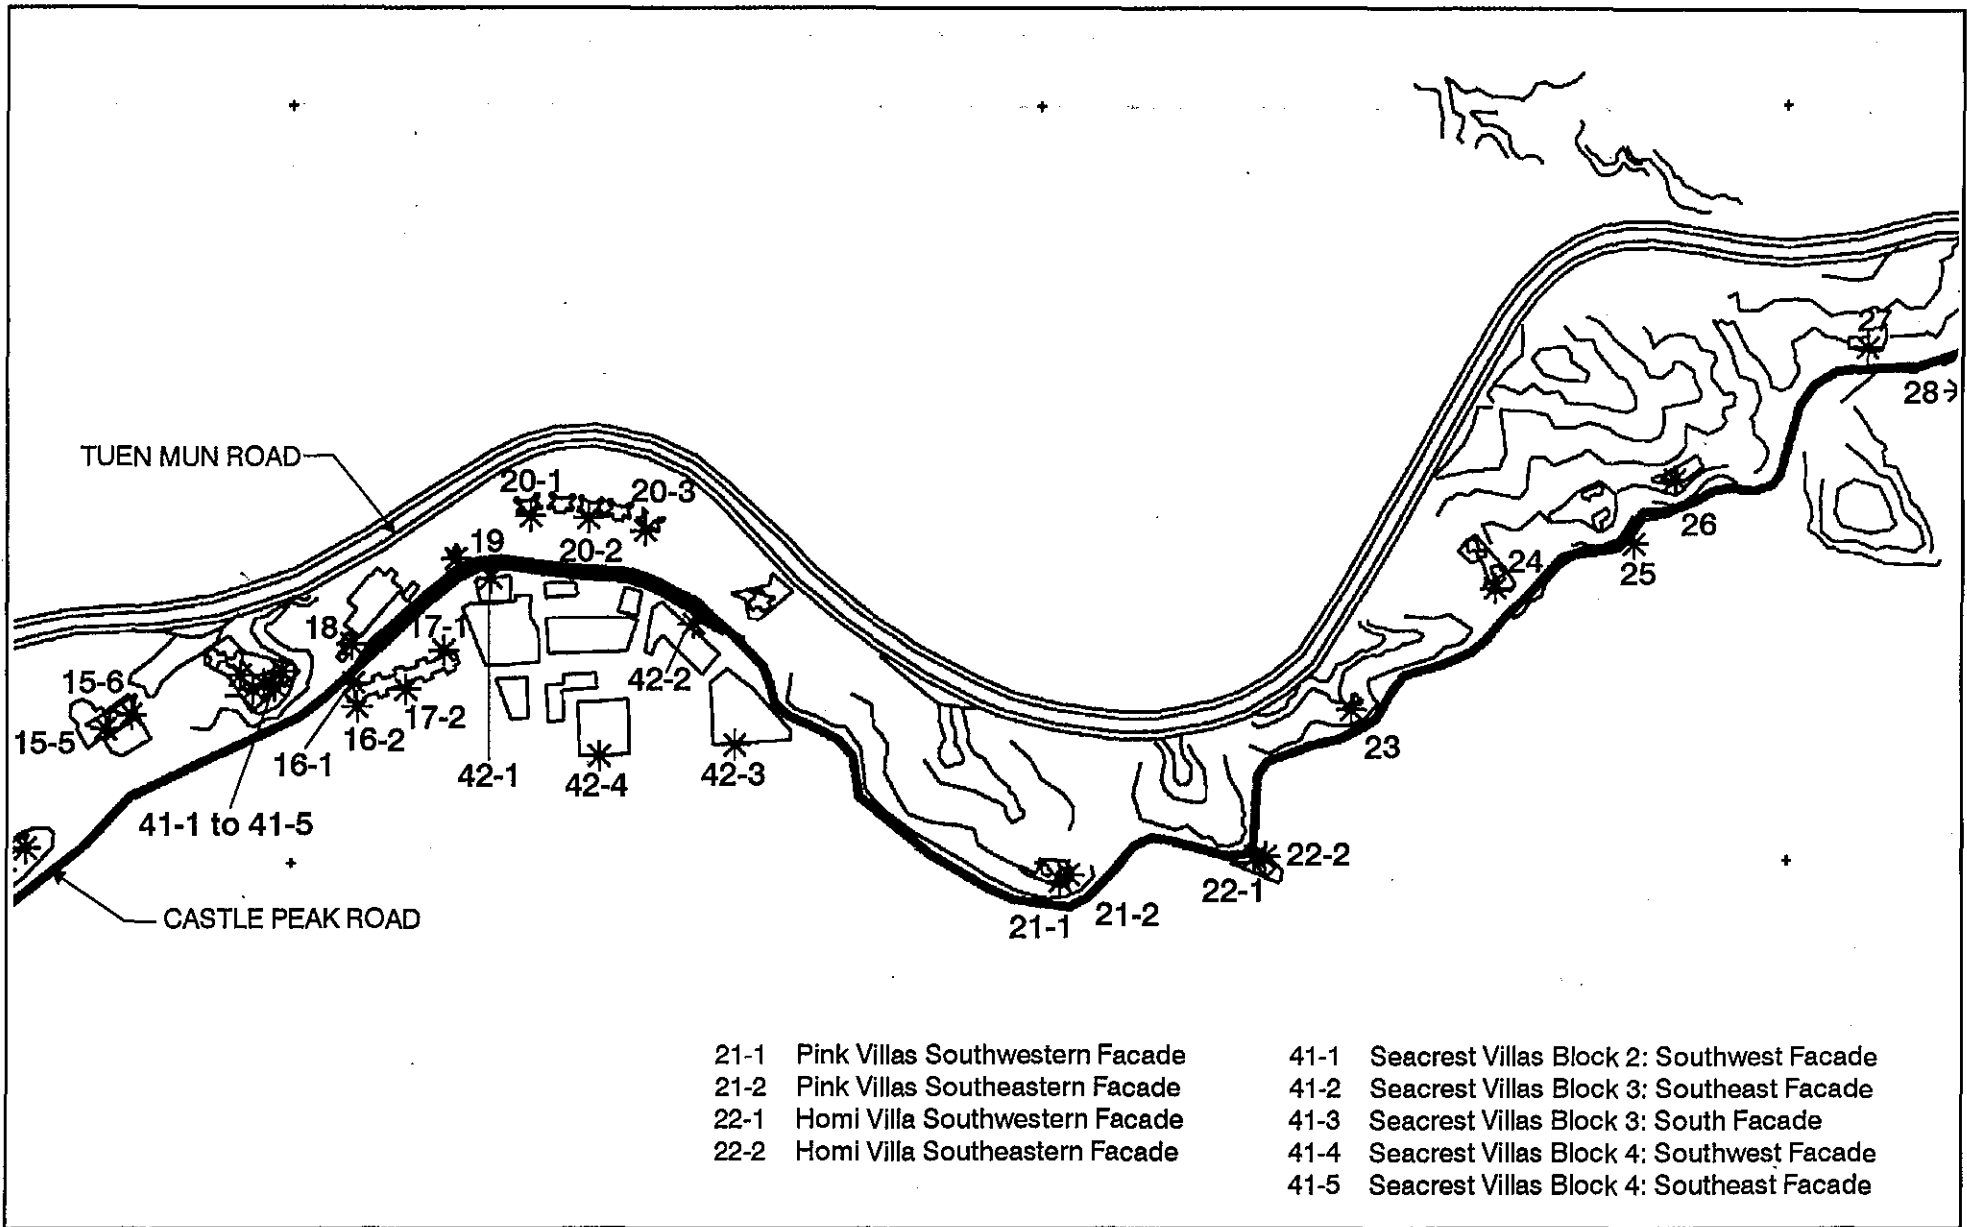 27
28
TUEN MUN ROAD
20-1
20-3
19
20-2
26
24
25
18
17-1
42-2
15-6
17-2
15-5
16-2
16-1
42-1
42-4
42-3
23
41-1 to 41-5
22-2
22-1
CASTLE PEAK ROAD
21-1
21-2
21-1 Pink Villas Southwestern Facade
21-2 Pink Villas Southeastern Facade
22-1 Homi Villa Southwestern Facade
22-2 Homi Villa Southeastern Facade
41-1 Seacrest Villas Block 2: Southwest Facade
41-2 Seacrest Villas Block 3: Southeast Facade
41-3 Seacrest Villas Block 3: South Facade
41-4 Seacrest Villas Block 4: Southwest Facade
41-5 Seacrest Villas Block 4: Southeast Facade